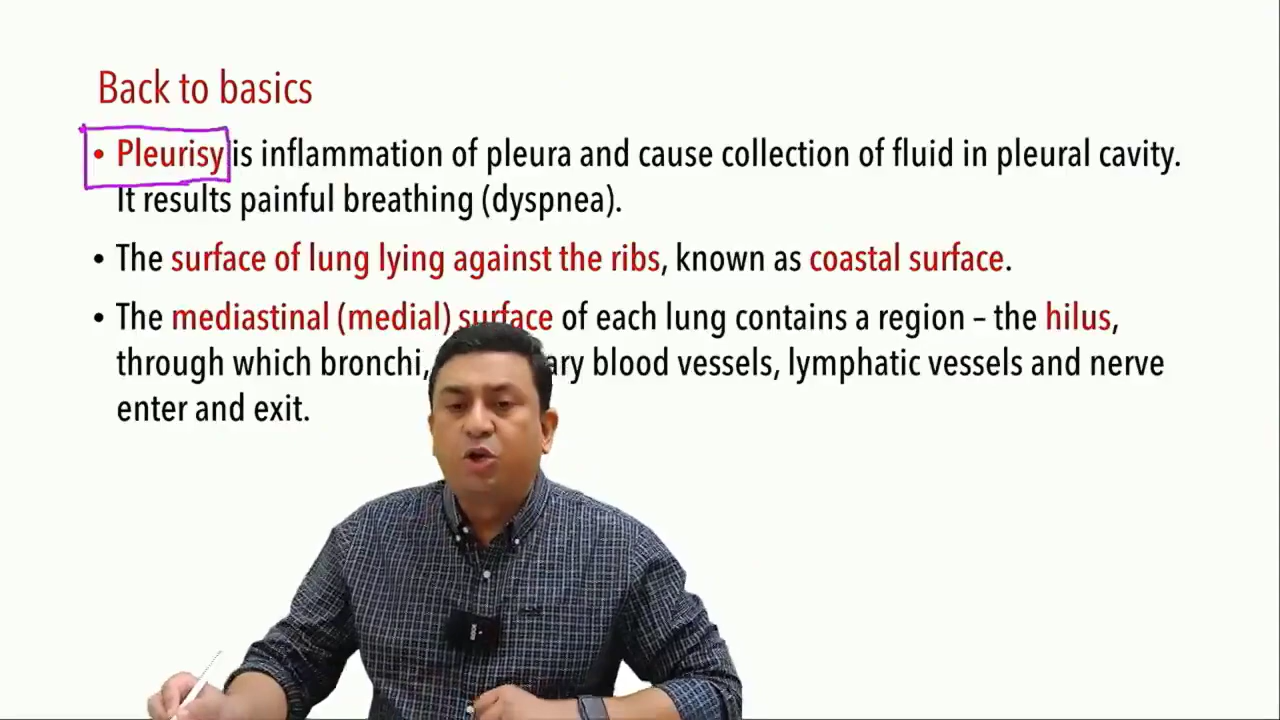 Back to basics
• Pleurisy is inflammation of pleura and cause collection of fluid in pleural cavity.
It results painful breathing (dyspnea).
• The surface of lung lying against the ribs, known as coastal surface.
• The mediastinal (medial) surface of each lung contains a region – the hilus,
through which bronchi, blood vessels, lymphatic vessels and nerve
enter and exit.